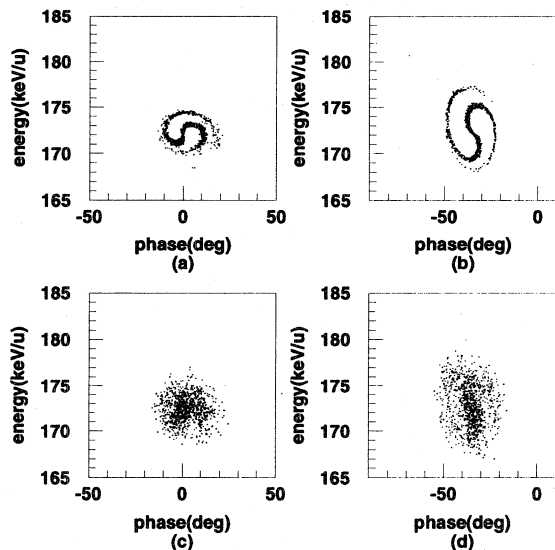 185
180
175
170
165
energy(keV/u)
-50
0
50
phase(deg)
(a)
185
180
175
170
165
energy(keV/u)
-50
0
phase(deg)
(b)
185
180
175
170
165
energy(keV/u)
-50
0
50
phase(deg)
(c)
185
180
175
170
165
energy(keV/u)
-50
0
phase(deg)
(d)